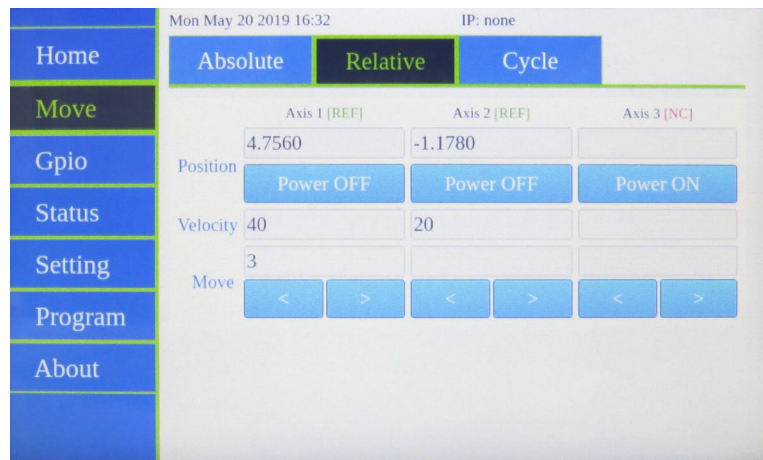 Mon May 20 2019 16:32 IP: none
Home
Move
Gpio
Status
Setting
Program
About
Absolute Relative Cycle
Axis 1 [REF] Axis 2 [REF] Axis 3 [NC]
Position 4.7560 -1.1780
Power OFF Power OFF Power ON
Velocity 40 20
Move 3
< > < > < >